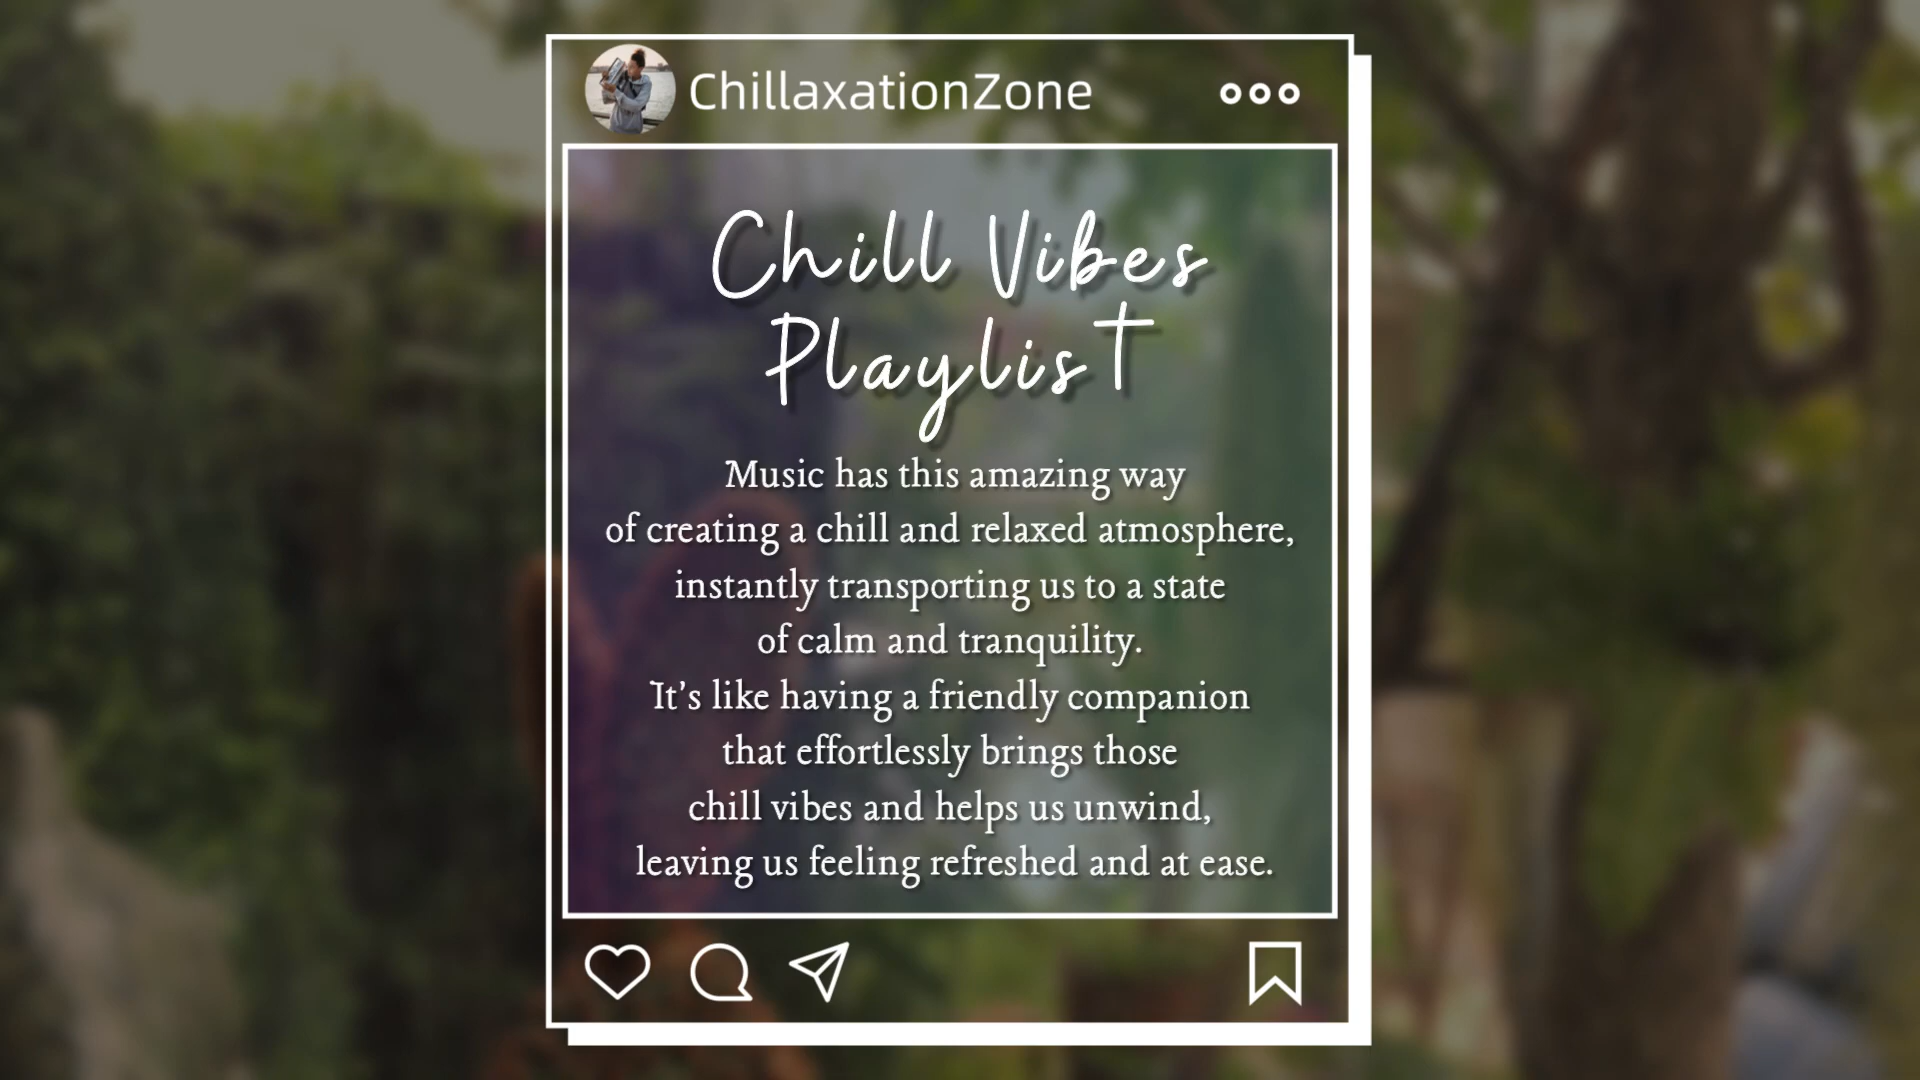 ChillaxationZone
Chill Vibes
Playlist
Music has this amazing way
of creating a chill and relaxed atmosphere,
instantly transporting us to a state
of calm and tranquility.
It's like having a friendly companion
that effortlessly brings those
chill vibes and helps us unwind,
leaving us feeling refreshed and at ease.